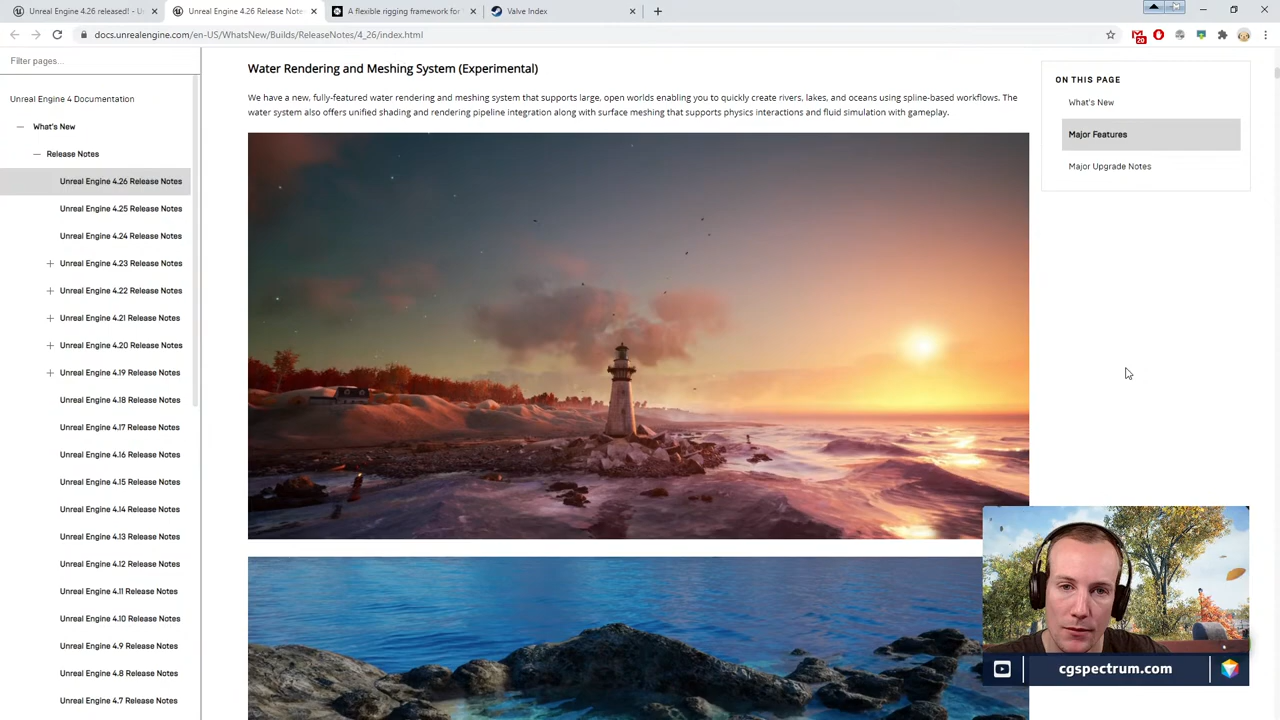 Unreal Engine 4.26 released! - U
Unreal Engine 4.26 Release Note
A flexible rigging framework for
Valve Index
docs.unrealengine.com/en-US/WhatsNew/Builds/ReleaseNotes/4_26/index.html
20
Filter pages...
Unreal Engine 4 Documentation
What's New
Release Notes
Unreal Engine 4.26 Release Notes
Unreal Engine 4.25 Release Notes
Unreal Engine 4.24 Release Notes
Unreal Engine 4.23 Release Notes
Unreal Engine 4.22 Release Notes
Unreal Engine 4.21 Release Notes
Unreal Engine 4.20 Release Notes
Unreal Engine 4.19 Release Notes
Unreal Engine 4.18 Release Notes
Unreal Engine 4.17 Release Notes
Unreal Engine 4.16 Release Notes
Unreal Engine 4.15 Release Notes
Unreal Engine 4.14 Release Notes
Unreal Engine 4.13 Release Notes
Unreal Engine 4.12 Release Notes
Unreal Engine 4.11 Release Notes
Unreal Engine 4.10 Release Notes
Unreal Engine 4.9 Release Notes
Unreal Engine 4.8 Release Notes
Unreal Engine 4.7 Release Notes
Water Rendering and Meshing System (Experimental)
We have a new, fully-featured water rendering and meshing system that supports large, open worlds enabling you to quickly create rivers, lakes, and oceans using spline-based workflows. The
water system also offers unified shading and rendering pipeline integration along with surface meshing that supports physics interactions and fluid simulation with gameplay.
ON THIS PAGE
What's New
Major Features
Major Upgrade Notes
cgspectrum.com